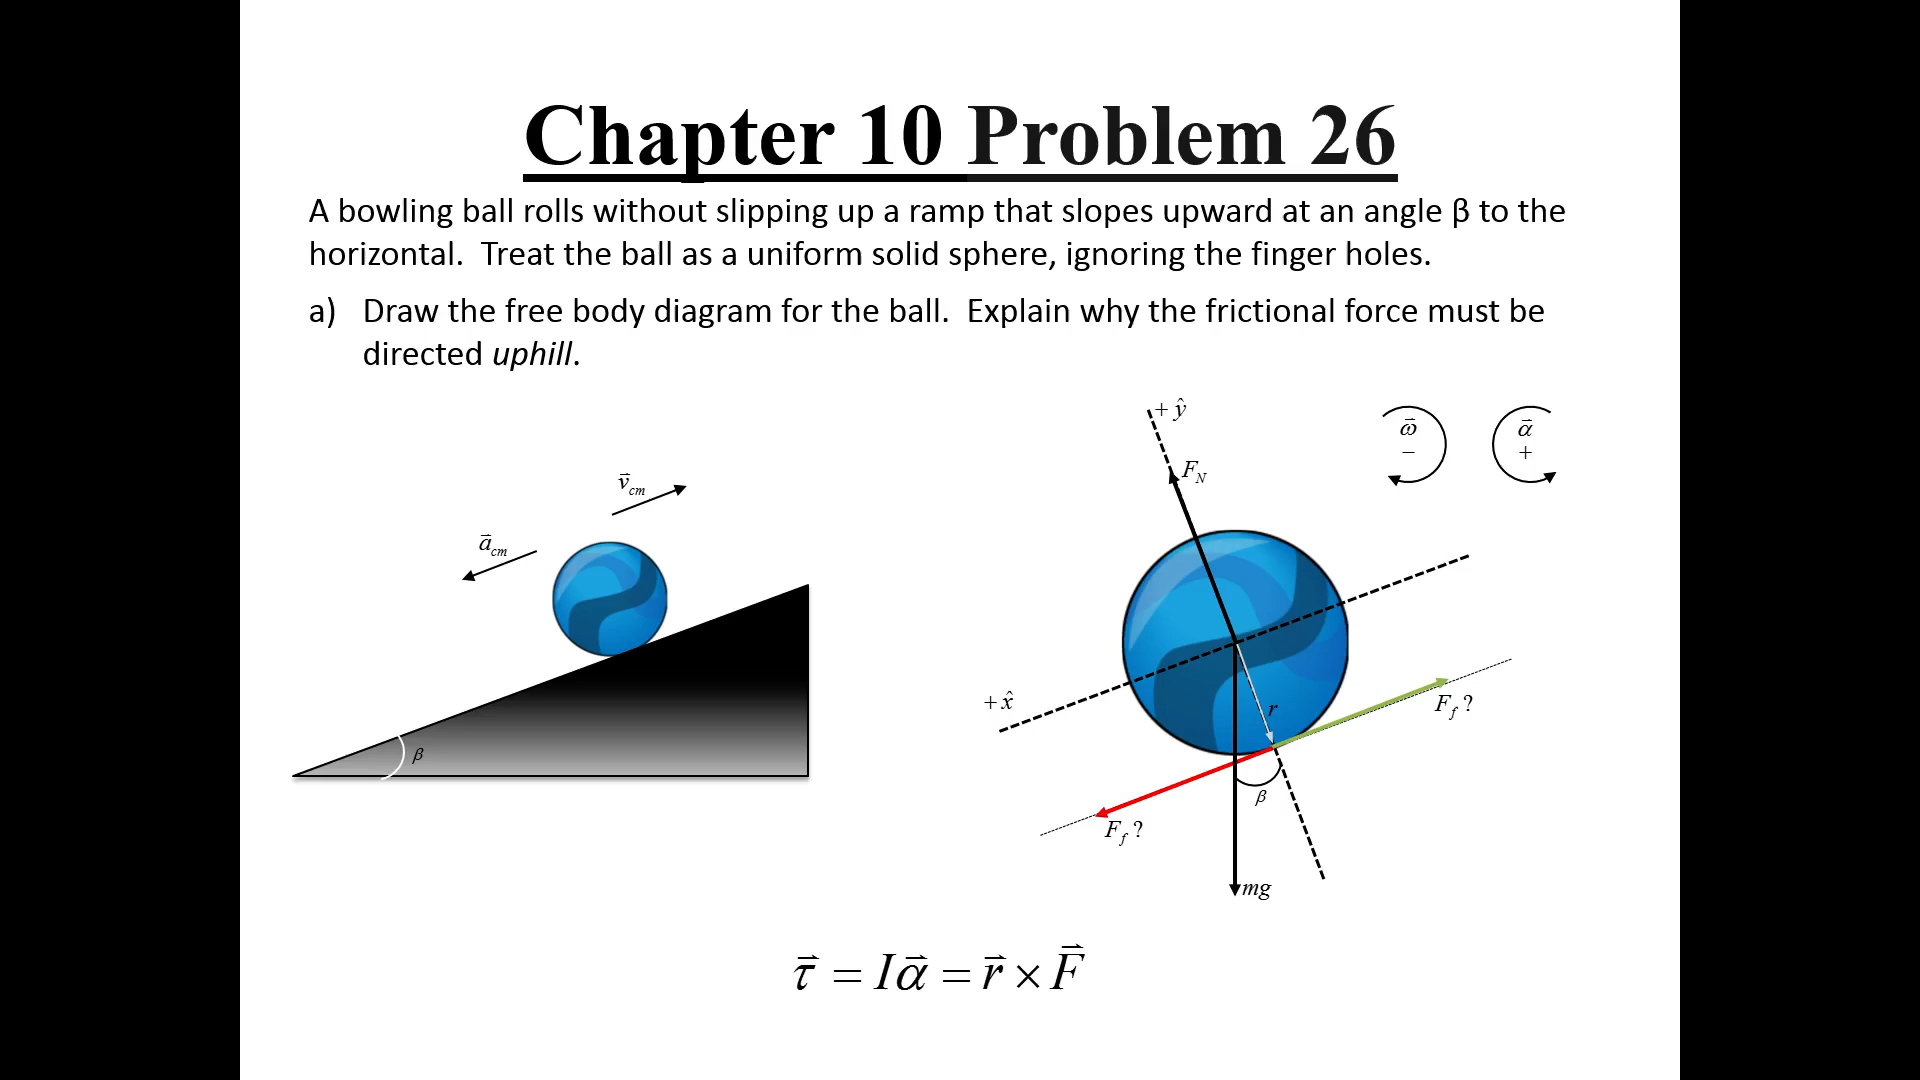 Chapter 10 Problem 26
A bowling ball rolls without slipping up a ramp that slopes upward at an angle β to the
horizontal.  Treat the ball as a uniform solid sphere, ignoring the finger holes.
a) Draw the free body diagram for the ball.  Explain why the frictional force must be
directed uphill.
+ ŷ
ω⃗
−
α⃗
+
F_N
v⃗_cm
a⃗_cm
+ x̂
r
F_f ?
β
β
F_f ?
mg
τ⃗ = Iα⃗ = r⃗ × F⃗